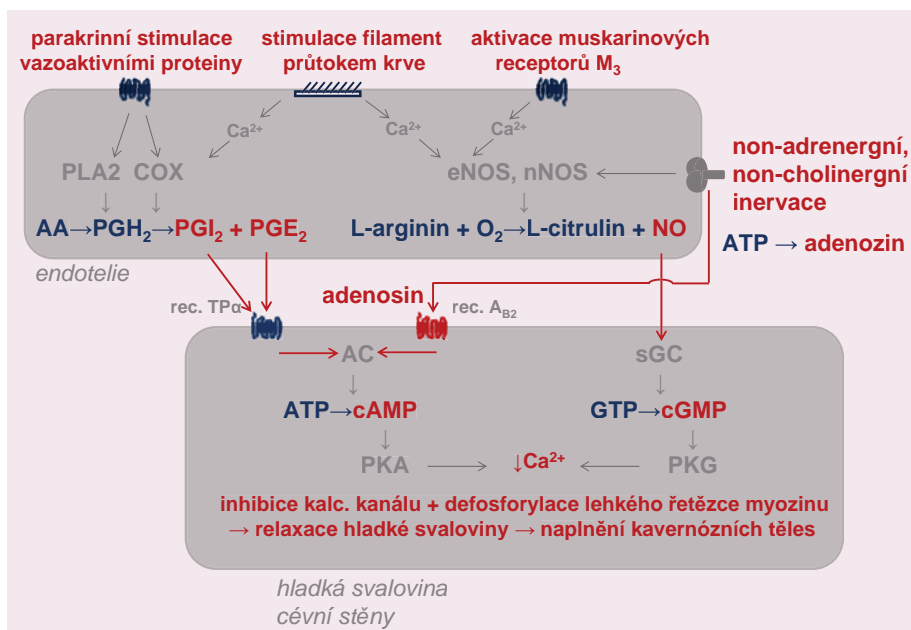 parakrinní stimulace
vazoaktivními proteiny
stimulace filament
průtokem krve
aktivace muskarinových
receptorů M₃
Ca²⁺
Ca²⁺
Ca²⁺
PLA2 COX
eNOS, nNOS
non-adrenergní,
non-cholinergní
inervace
AA→PGH₂→PGI₂ + PGE₂
L-arginin + O₂→L-citrulin + NO
ATP → adenozin
endotelie
rec. TPα
adenosin
rec. A_B2
AC
sGC
ATP→cAMP
GTP→cGMP
PKA
↓Ca²⁺
PKG
inhibice kalc. kanálu + defosforylace lehkého řetězce myozinu
→ relaxace hladké svaloviny → naplnění kavernózních těles
hladká svalovina
cévní stěny